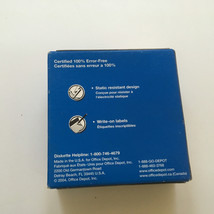 Certified 100% Error-Free
Certifiées sans erreur à 100%
• Static resistant design
Conçue pour résister à
l'électricité statique
• Write-on labels
Étiquettes inscriptibles
Diskette Helpline: 1-800-746-4679
Made in the U.S.A. for Office Depot, Inc.
Fabriqué aux États-Unis pour Office Depot, Inc.
2200 Old Germantown Road
Delray Beach, FL 33445 U.S.
© 2004, Office Depot, Inc.
1-888-GO-DEPOT
www.officedepot.com